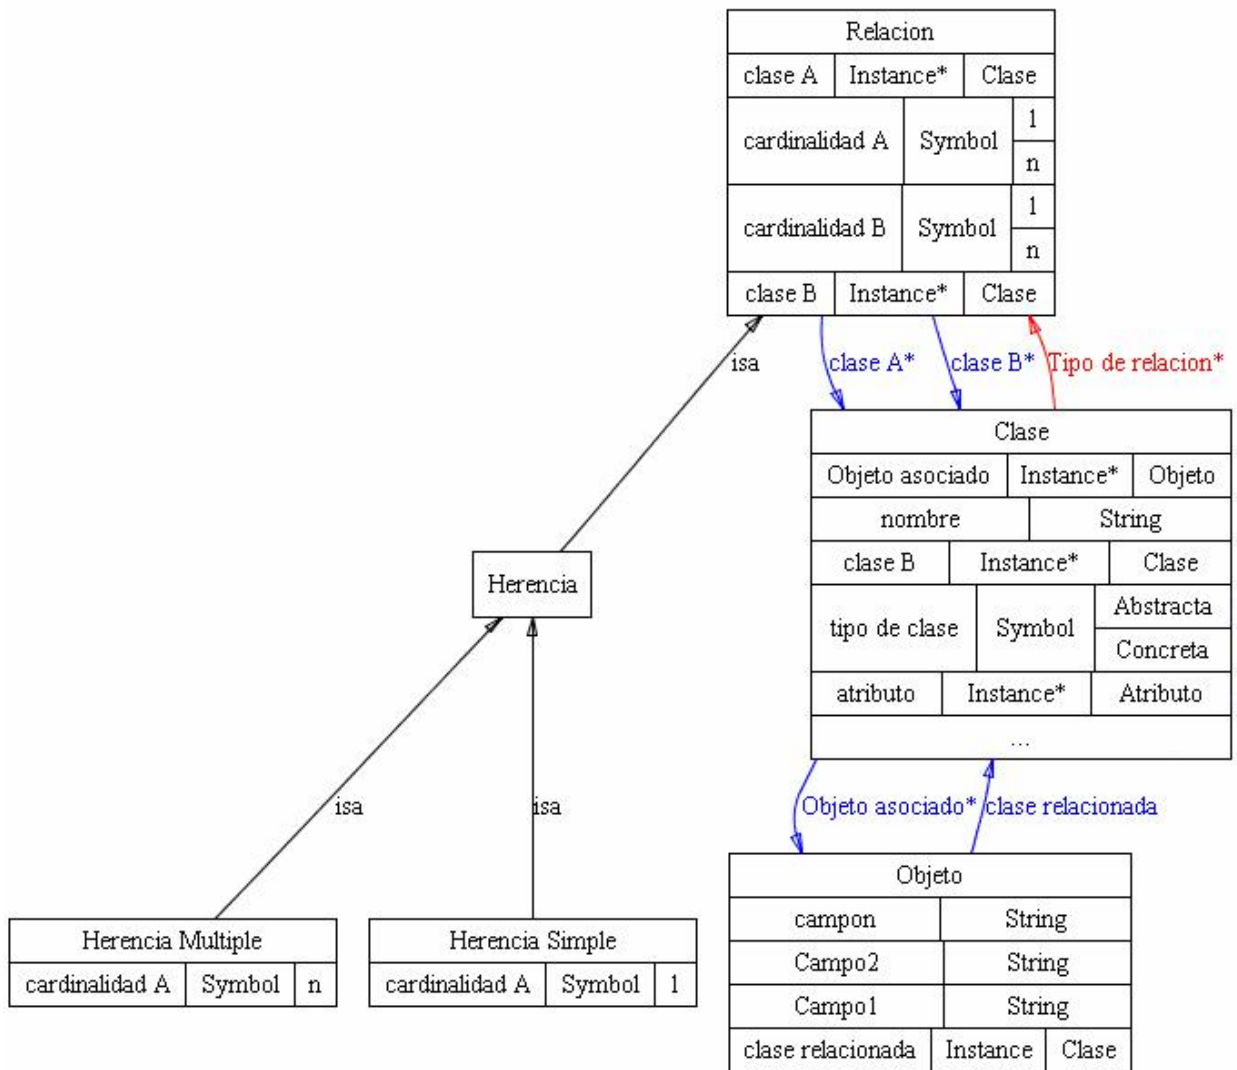 Relacion
clase A Instance* Clase
cardinalidad A Symbol 1 n
cardinalidad B Symbol 1 n
clase B Instance* Clase
isa clase A* clase B* Tipo de relacion*
Clase
Objeto asociado Instance* Objeto
nombre String
clase B Instance* Clase
tipo de clase Symbol Abstracta Concreta
atributo Instance* Atributo
...
Herencia
isa isa Objeto asociado* clase relacionada
Herencia Multiple
cardinalidad A Symbol n
Herencia Simple
cardinalidad A Symbol 1
Objeto
campon String
Campo2 String
Campo1 String
clase relacionada Instance Clase